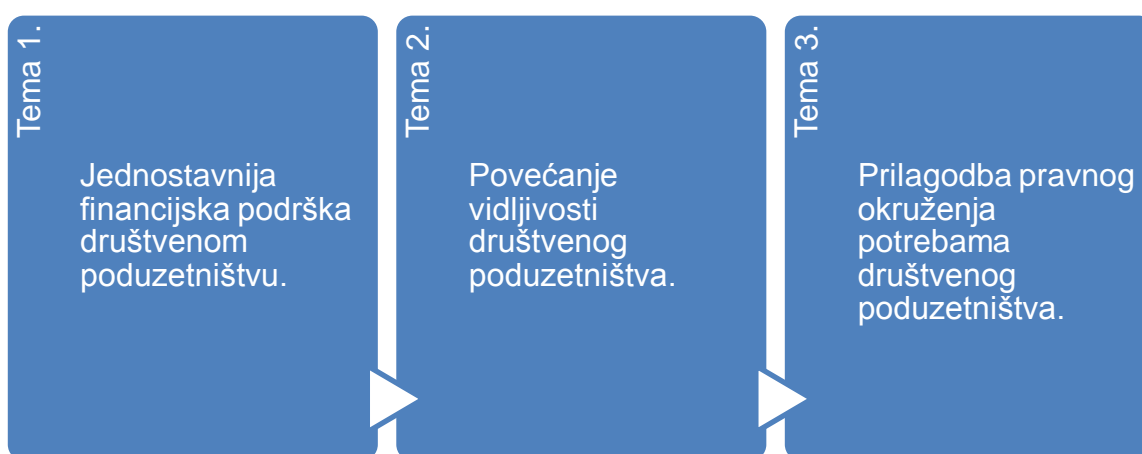 Tema 1.
Jednostavnija
financijska podrška
društvenom
poduzetništvu.
Tema 2.
Povećanje
vidljivosti
društvenog
poduzetništva.
Tema 3.
Prilagodba pravnog
okruženja
potrebama
društvenog
poduzetništva.